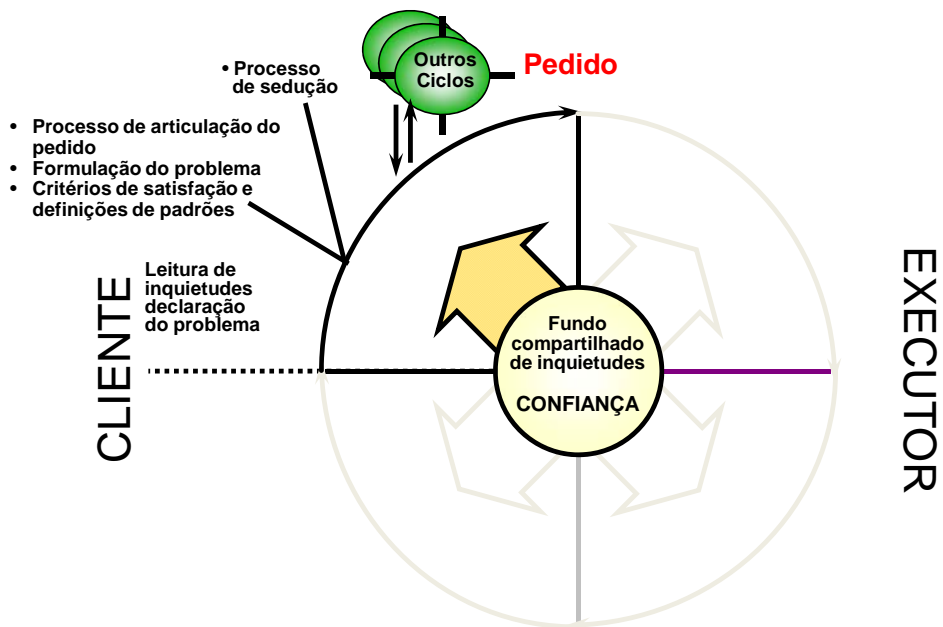 Outros
Ciclos
Pedido
• Processo
de sedução
• Processo de articulação do
pedido
• Formulação do problema
• Critérios de satisfação e
definições de padrões
CLIENTE
Leitura de
inquietudes
declaração
do problema
Fundo
compartilhado
de inquietudes
CONFIANÇA
EXECUTOR